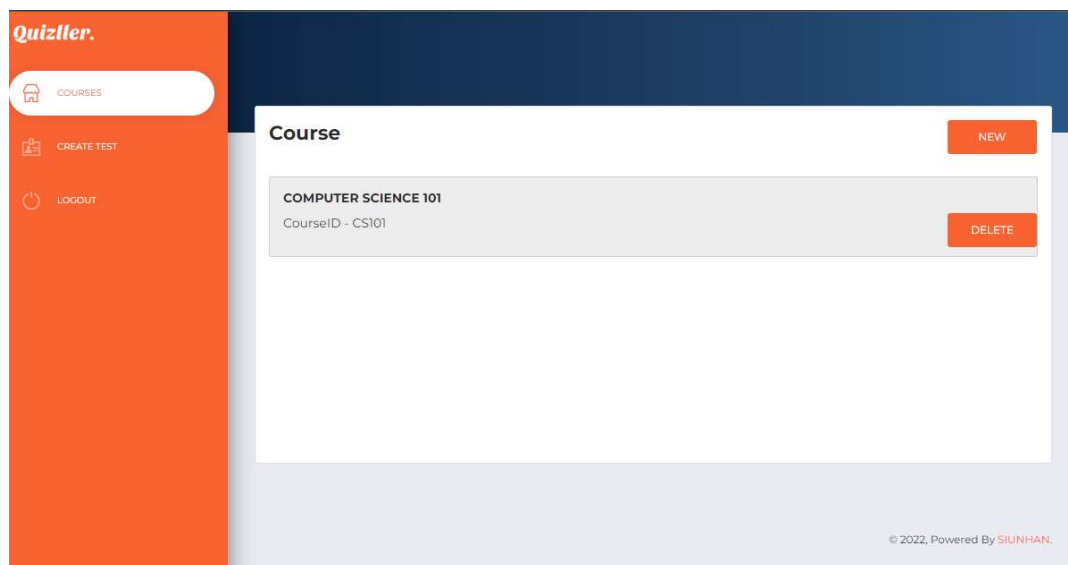 Quizller.
COURSES
CREATE TEST
LOGOUT
Course
NEW
COMPUTER SCIENCE 101
CourseID - CS101
DELETE
© 2022, Powered By SIUNHAN.